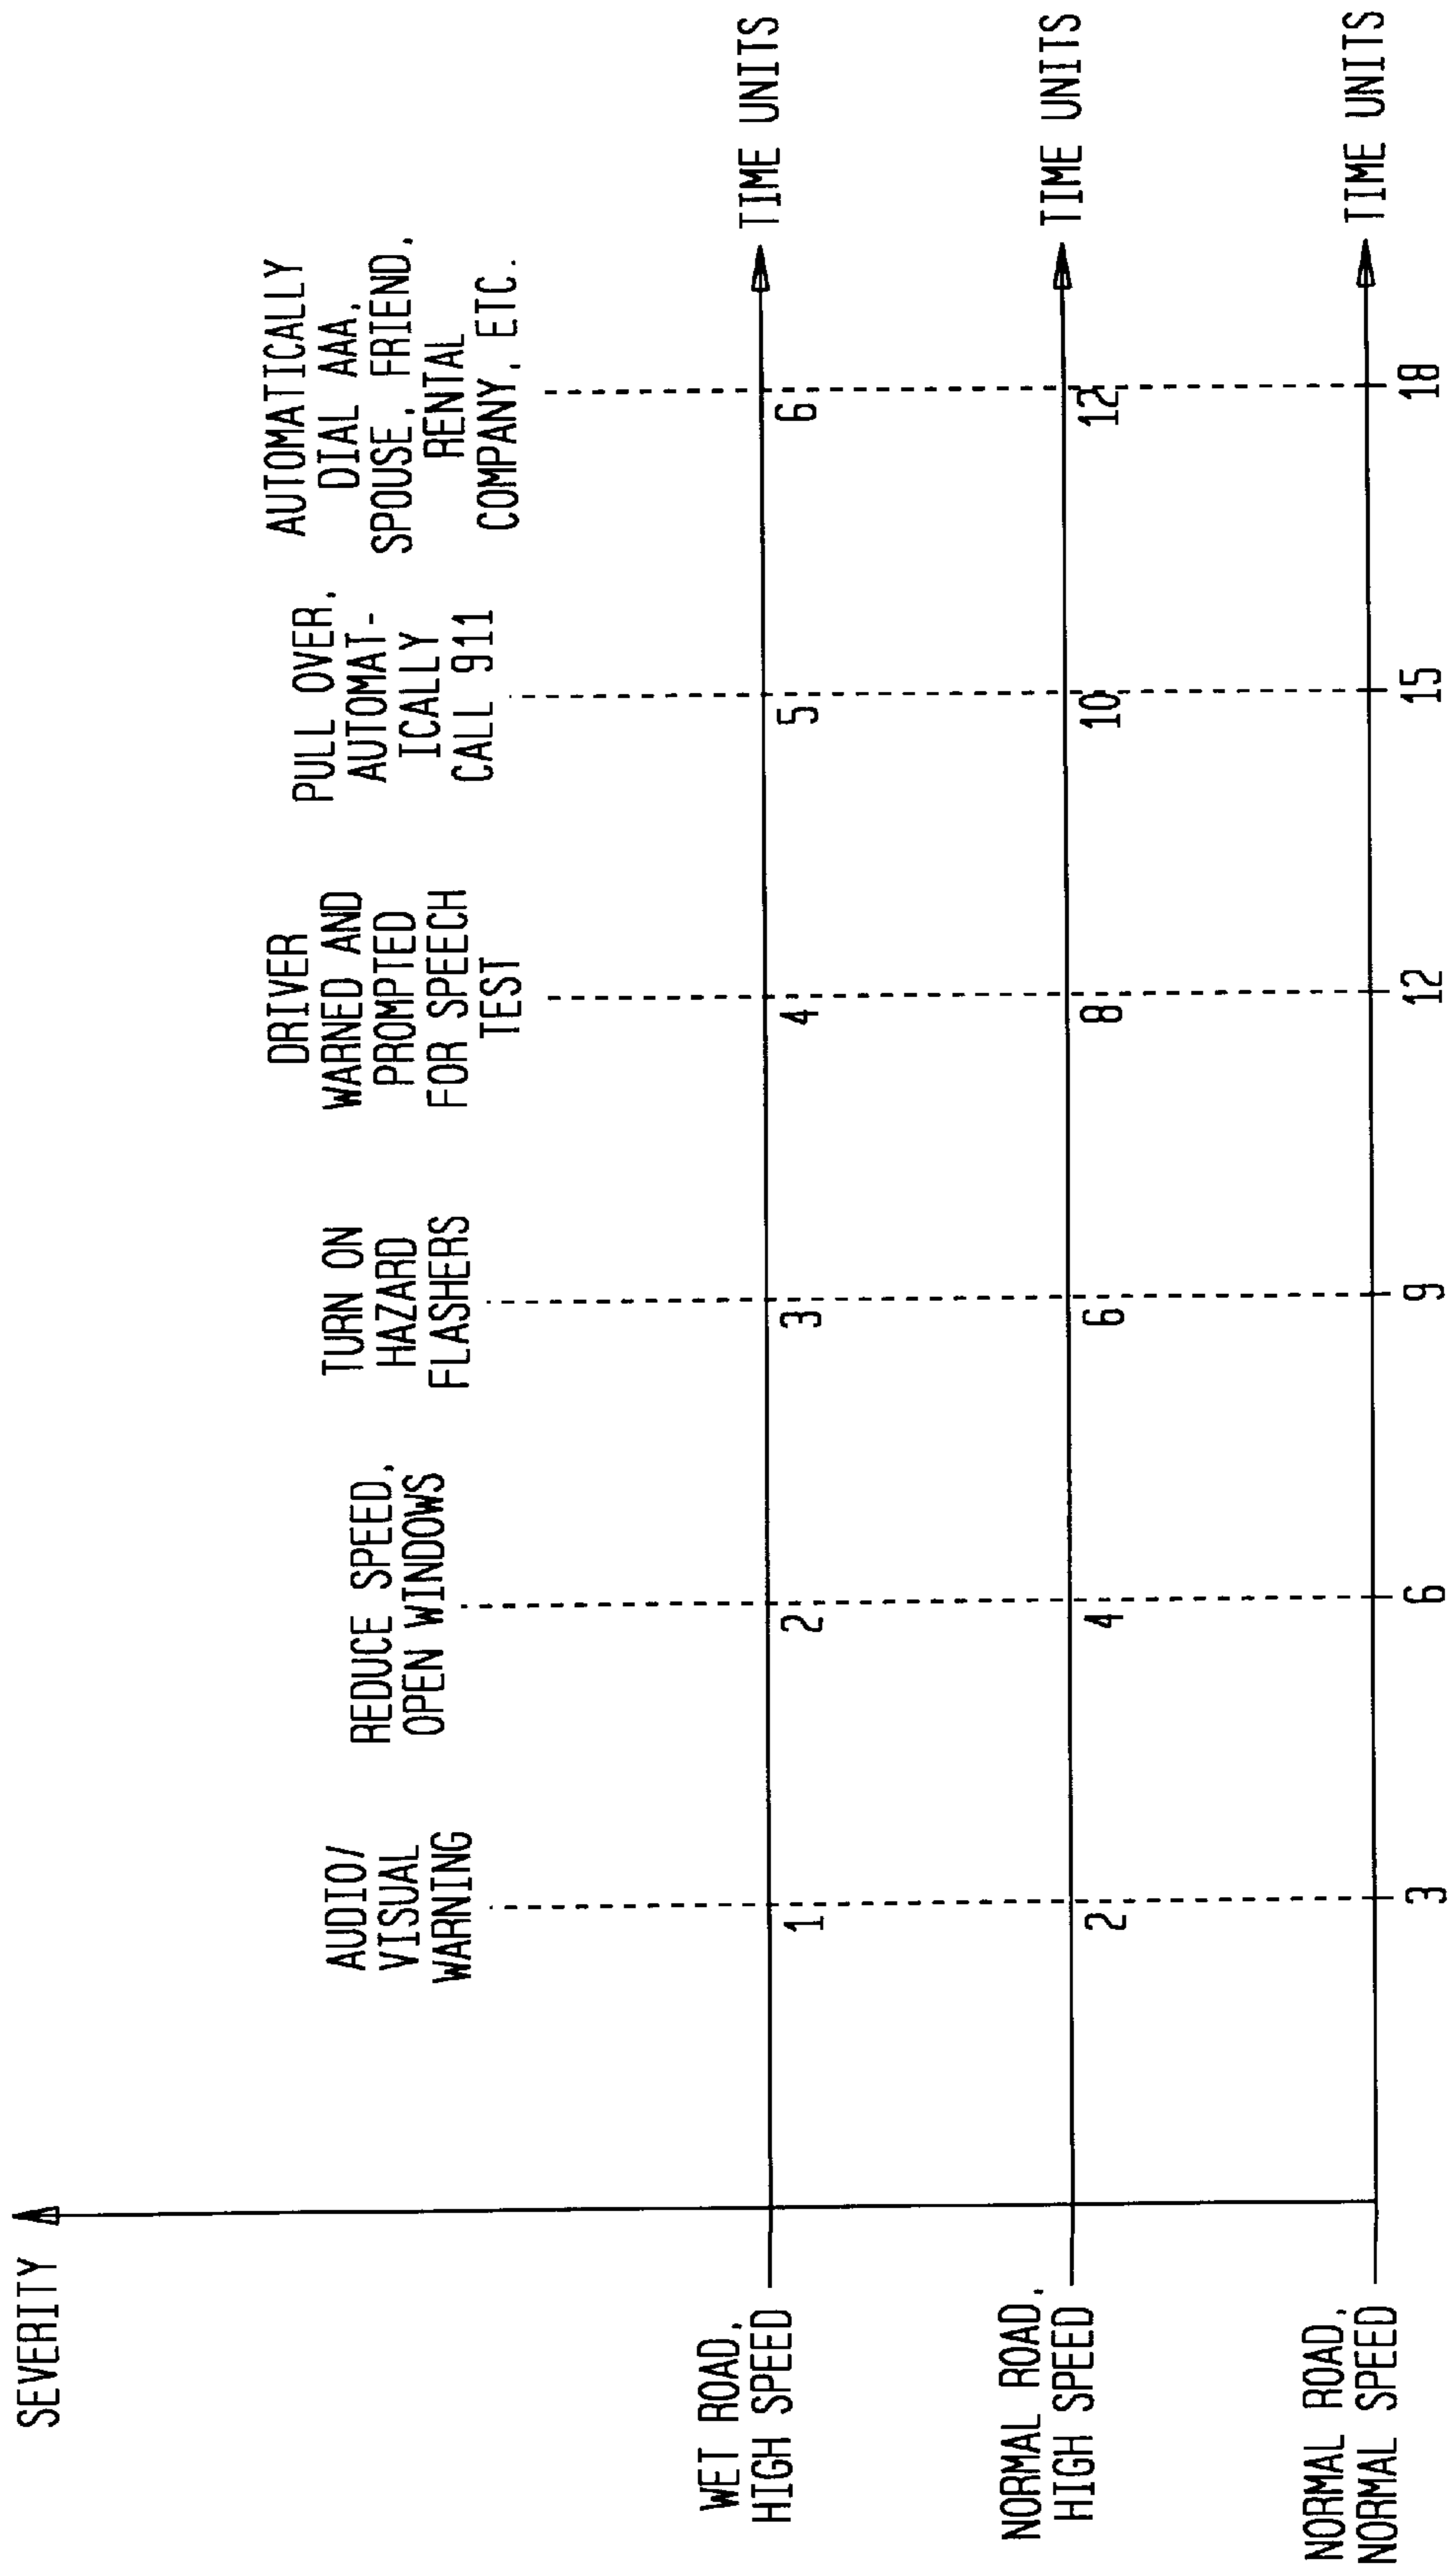 SEVERITY
AUDIO/
VISUAL
WARNING
REDUCE SPEED,
OPEN WINDOWS
TURN ON
HAZARD
FLASHERS
DRIVER
WARNED AND
PROMPTED
FOR SPEECH
TEST
PULL OVER,
AUTOMAT-
ICALLY
CALL 911
AUTOMATICALLY
DIAL AAA,
SPOUSE, FRIEND,
RENTAL
COMPANY, ETC.
WET ROAD,
HIGH SPEED
1 2 3 4 5 6
TIME UNITS
NORMAL ROAD,
HIGH SPEED
2 4 6 8 10 12
TIME UNITS
NORMAL ROAD,
NORMAL SPEED
3 6 9 12 15 18
TIME UNITS